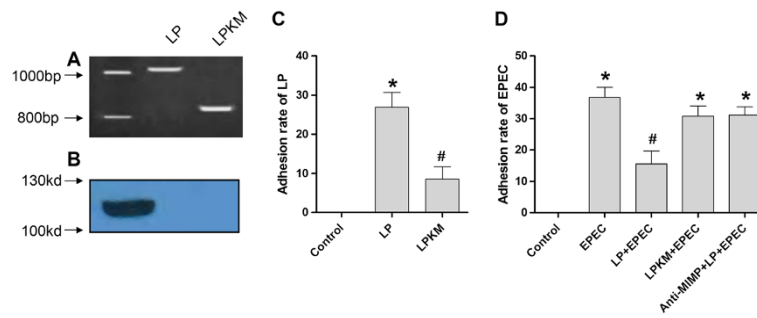 LP
LPKM
A
1000bp
800bp
B
130kd
100kd
C
Adhesion rate of LP
40
30
20
10
0
*
#
Control
LP
LPKM
D
Adhesion rate of EPEC
50
40
30
20
10
0
*
#
*
*
Control
EPEC
LP+EPEC
LPKM+EPEC
Anti-MIMP+LP+EPEC